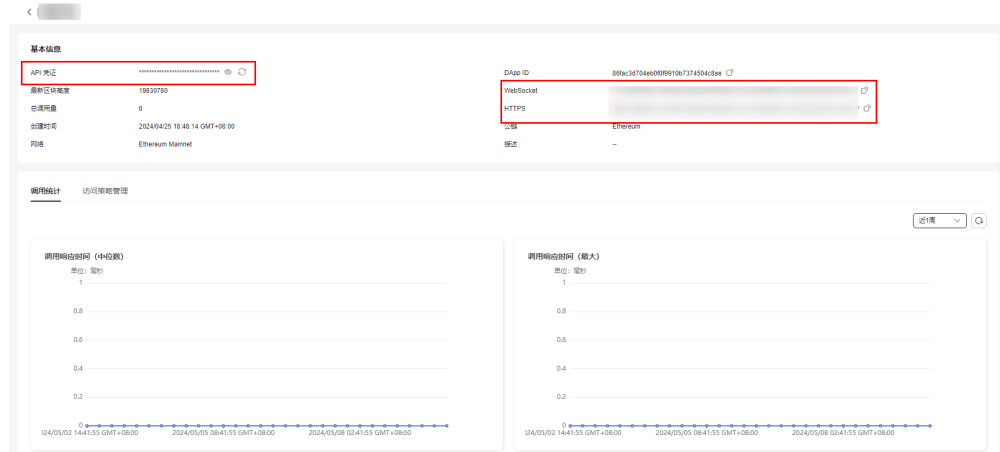 基本信息
API 凭证 ********************************
最新区块高度 19830760
总调用量 6
创建时间 2024/04/25 18:48:14 GMT+08:00
网络 Ethereum Mainnet
DApp ID 86fac3d704eb0f0f9910b7374504c8ae
WebSocket
HTTPS
公链 Ethereum
描述 --
调用统计 访问策略管理
近1周
调用响应时间（中位数）
单位：毫秒
1
0.8
0.6
0.4
0.2
0
024/05/02 14:41:55 GMT+08:00 2024/05/05 08:41:55 GMT+08:00 2024/05/08 02:41:55 GMT+08:00
调用响应时间（最大）
单位：毫秒
1
0.8
0.6
0.4
0.2
0
024/05/02 14:41:55 GMT+08:00 2024/05/05 08:41:55 GMT+08:00 2024/05/08 02:41:55 GMT+08:00